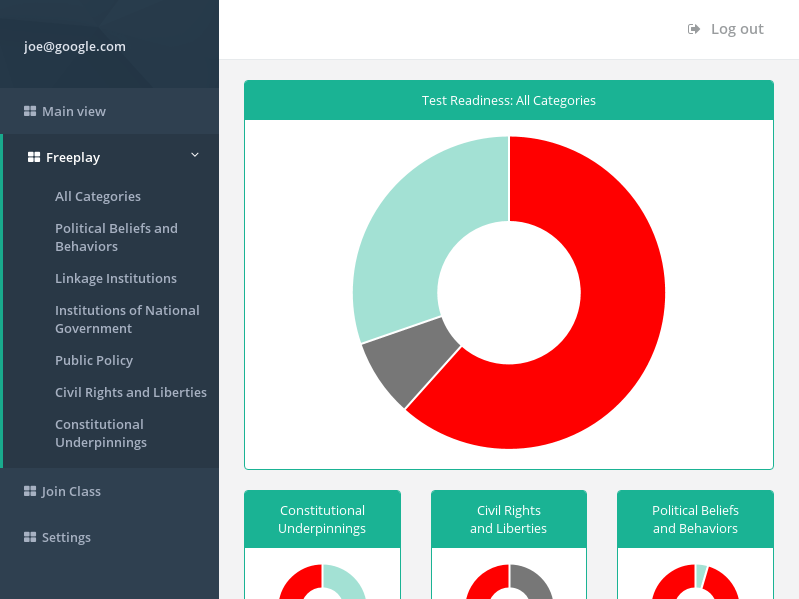 joe@google.com
Log out
Main view
Freeplay
All Categories
Political Beliefs and
Behaviors
Linkage Institutions
Institutions of National
Government
Public Policy
Civil Rights and Liberties
Constitutional
Underpinnings
Join Class
Settings
Test Readiness: All Categories
Constitutional
Underpinnings
Civil Rights
and Liberties
Political Beliefs
and Behaviors